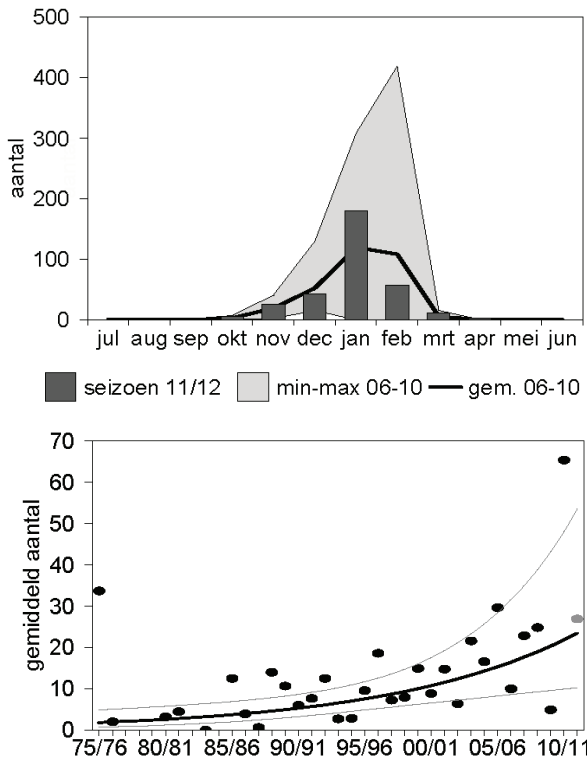 500
400
300
200
100
0
aantal
jul aug sep okt nov dec jan feb mrt apr mei jun
seizoen 11/12 min-max 06-10 gem. 06-10
70
60
50
40
30
20
10
0
gemiddeld aantal
75/76 80/81 85/86 90/91 95/96 00/01 05/06 10/11